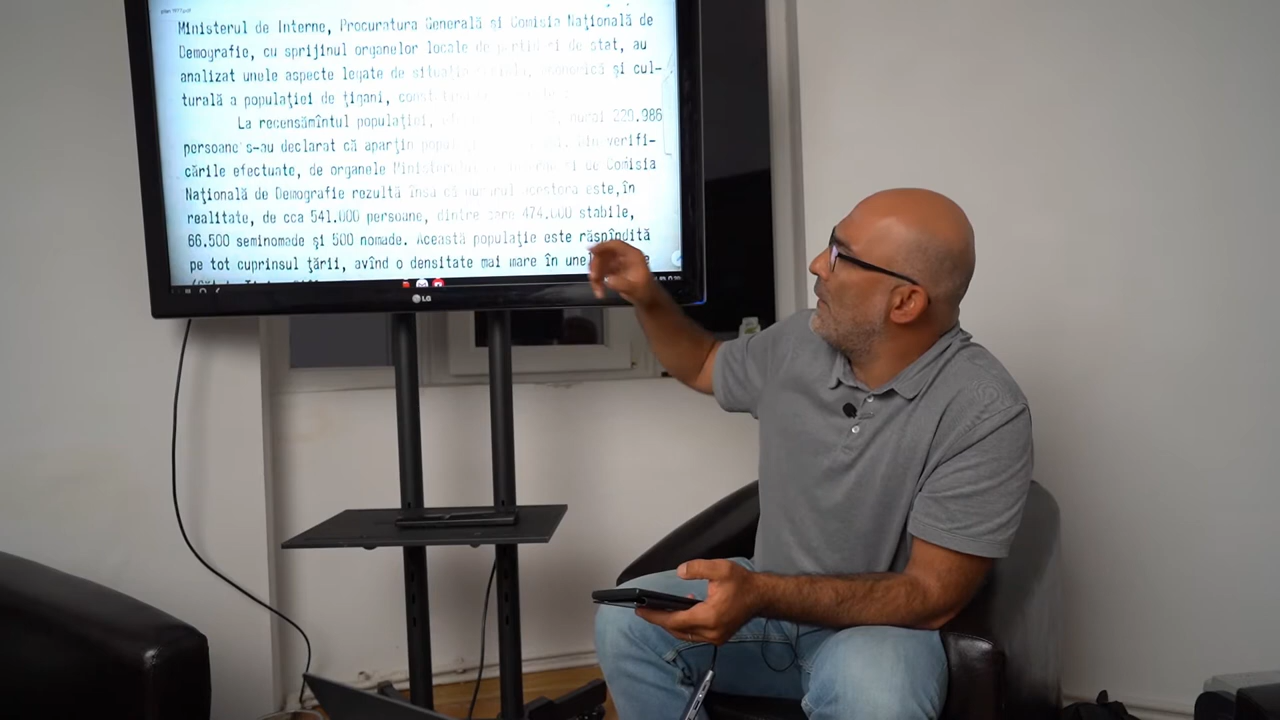 plan 1977.pdf
Ministerul de Interne, Procuratura Generală şi Comisia Naţională de
Demografie, cu sprijinul organelor locale de partid şi de stat, au
analizat unele aspecte legate de situaţia economică şi cul-
turală a populaţiei de ţigani,
La recensămîntul populaţiei, numai 220.986
persoane s-au declarat că aparţin din verifi-
cările efectuate, de organele Ministerului de Comisia
Naţională de Demografie rezultă însă că numărul acestora este, în
realitate, de cca 541.000 persoane, dintre care 474.000 stabile,
66.500 seminomade şi 500 nomade. Această populaţie este răspîndită
pe tot cuprinsul ţării, avînd o densitate mai mare în
LG